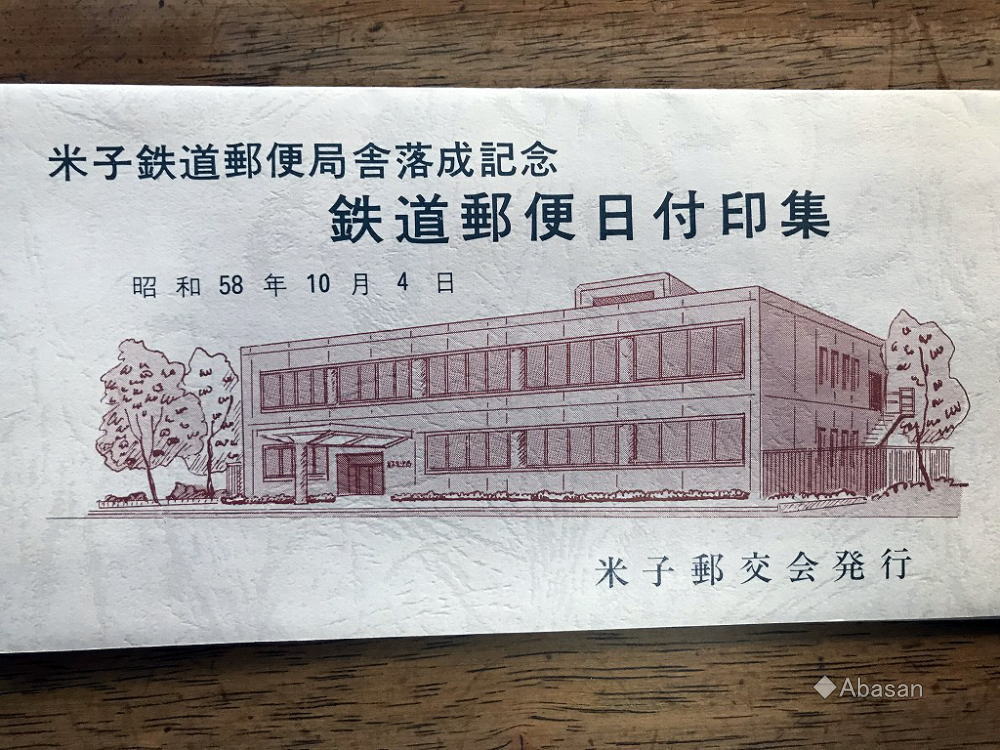 米子鉄道郵便局舎落成記念
鉄道郵便日付印集
昭和58年10月4日
米子郵交会発行
◆Abasan